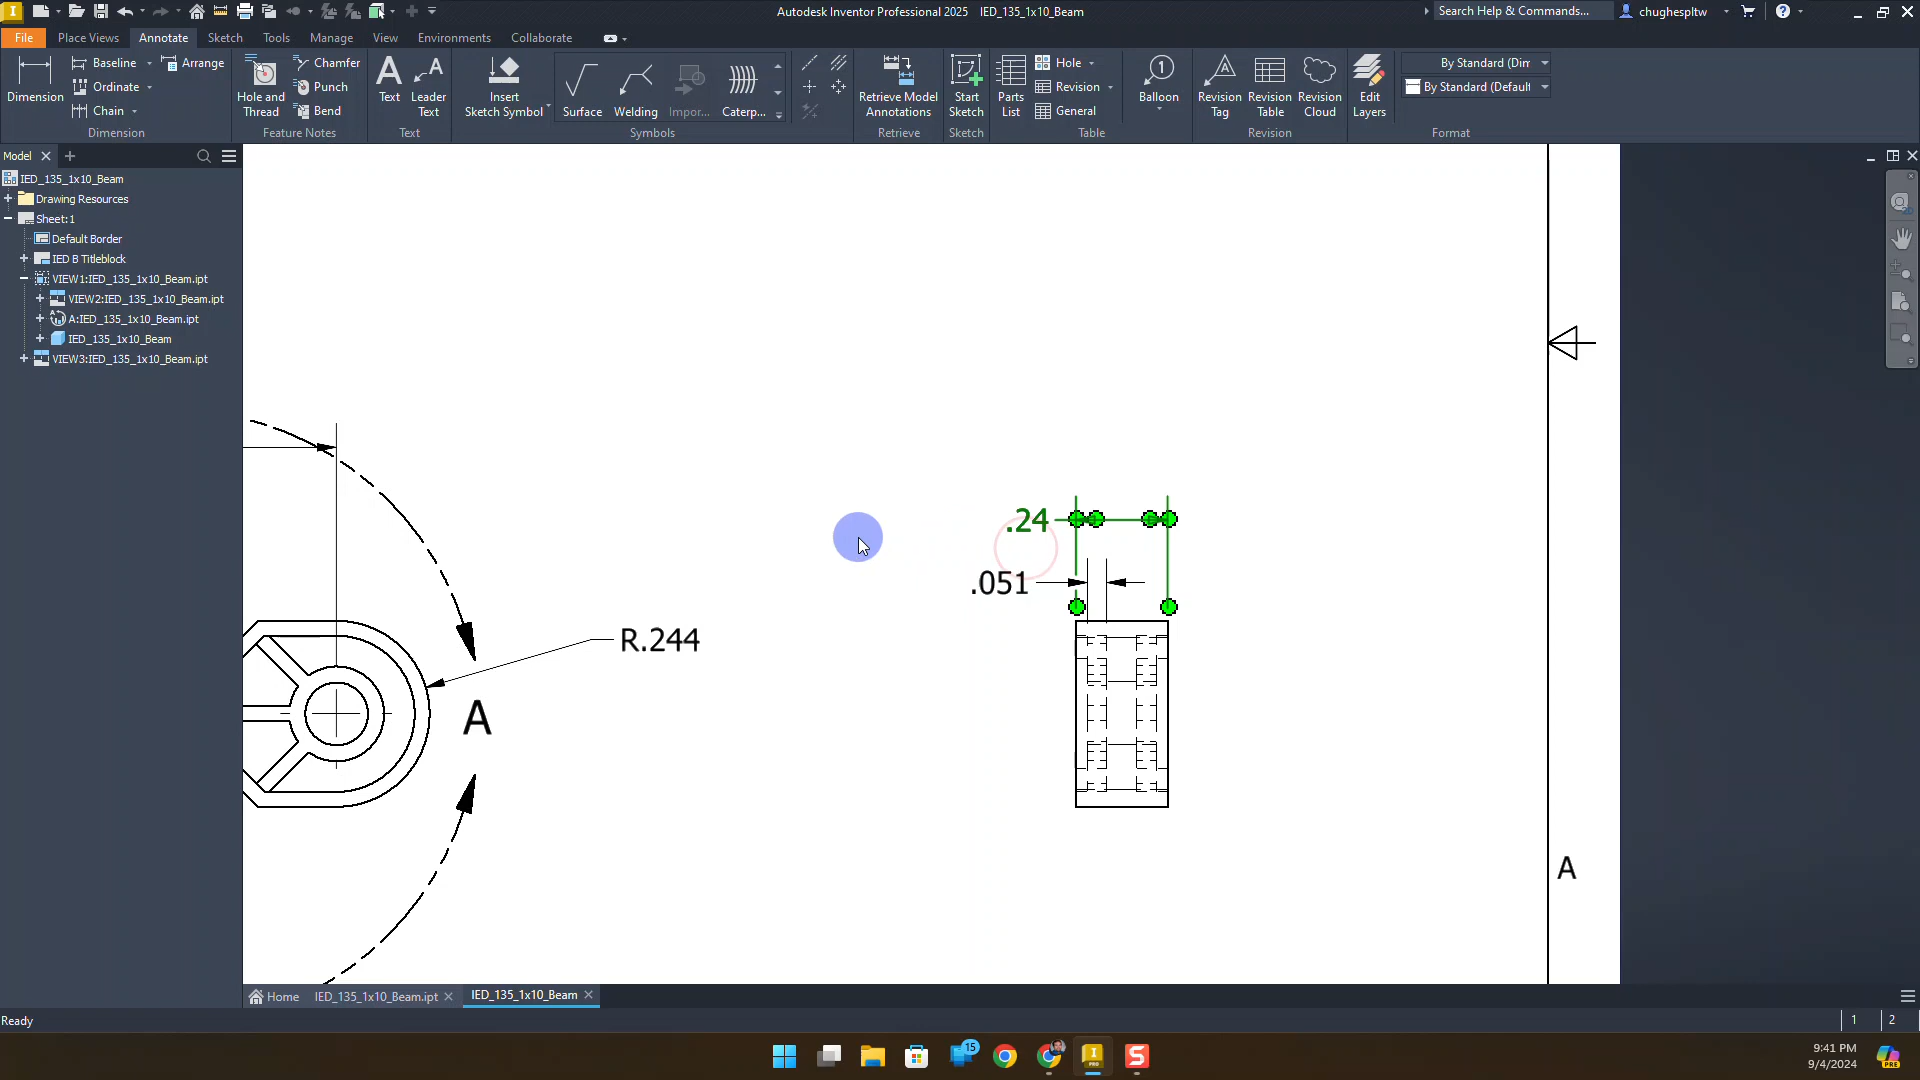 Autodesk Inventor Professional 2025 IED_135_1x10_Beam
Search Help & Commands...
chughespltw
File Place Views Annotate Sketch Tools Manage View Environments Collaborate
Dimension
Baseline
Ordinate
Chain
Arrange
Dimension
Hole and Thread
Chamfer
Punch
Bend
Feature Notes
Text
Leader Text
Text
Insert Sketch Symbol
Surface
Welding
Impor...
Caterp...
Symbols
Retrieve Model Annotations
Retrieve
Start Sketch
Sketch
Parts List
Hole
Revision
General
Table
Balloon
Revision Tag
Revision Table
Revision Cloud
Revision
Edit Layers
By Standard (Dim
By Standard (Default
Format
Model
IED_135_1x10_Beam
Drawing Resources
Sheet:1
Default Border
IED B Titleblock
VIEW1:IED_135_1x10_Beam.ipt
VIEW2:IED_135_1x10_Beam.ipt
A:IED_135_1x10_Beam.ipt
IED_135_1x10_Beam
VIEW3:IED_135_1x10_Beam.ipt
.24
.051
R.244
A
A
Home IED_135_1x10_Beam.ipt IED_135_1x10_Beam
Ready
1 2
15
9:41 PM
9/4/2024